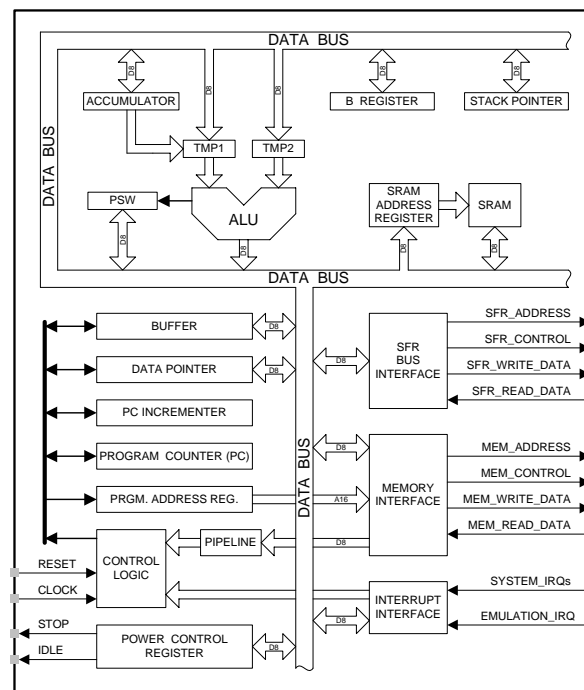 DATA BUS
D8
D8
D8
D8
D8
ACCUMULATOR
B REGISTER
STACK POINTER
TMP1
TMP2
DATA BUS
PSW
ALU
SRAM
ADDRESS
REGISTER
SRAM
D8
D8
D8
D8
DATA BUS
BUFFER
D8
DATA POINTER
D8
PC INCREMENTER
PROGRAM COUNTER (PC)
PRGM. ADDRESS REG.
A16
DATA BUS
SFR
BUS
INTERFACE
D8
SFR_ADDRESS
SFR_CONTROL
SFR_WRITE_DATA
SFR_READ_DATA
D8
MEMORY
INTERFACE
MEM_ADDRESS
MEM_CONTROL
MEM_WRITE_DATA
MEM_READ_DATA
RESET
CLOCK
CONTROL
LOGIC
PIPELINE
D8
INTERRUPT
INTERFACE
SYSTEM_IRQs
EMULATION_IRQ
D8
STOP
IDLE
POWER CONTROL
REGISTER
D8